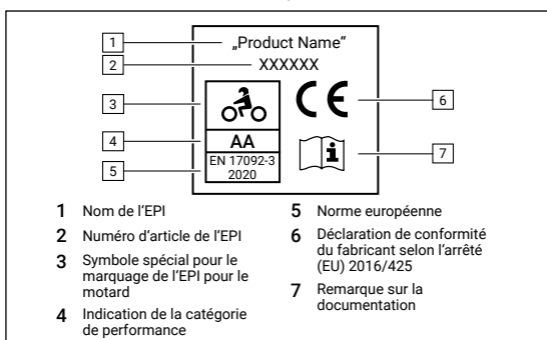 1
„Product Name“
2
XXXXXX
3
CE
6
4
AA
7
5
EN 17092-3
2020
1 Nom de l'EPI
2 Numéro d'article de l'EPI
3 Symbole spécial pour le
marquage de l'EPI pour le
motard
4 Indication de la catégorie
de performance
5 Norme européenne
6 Déclaration de conformité
du fabricant selon l'arrêté
(EU) 2016/425
7 Remarque sur la
documentation